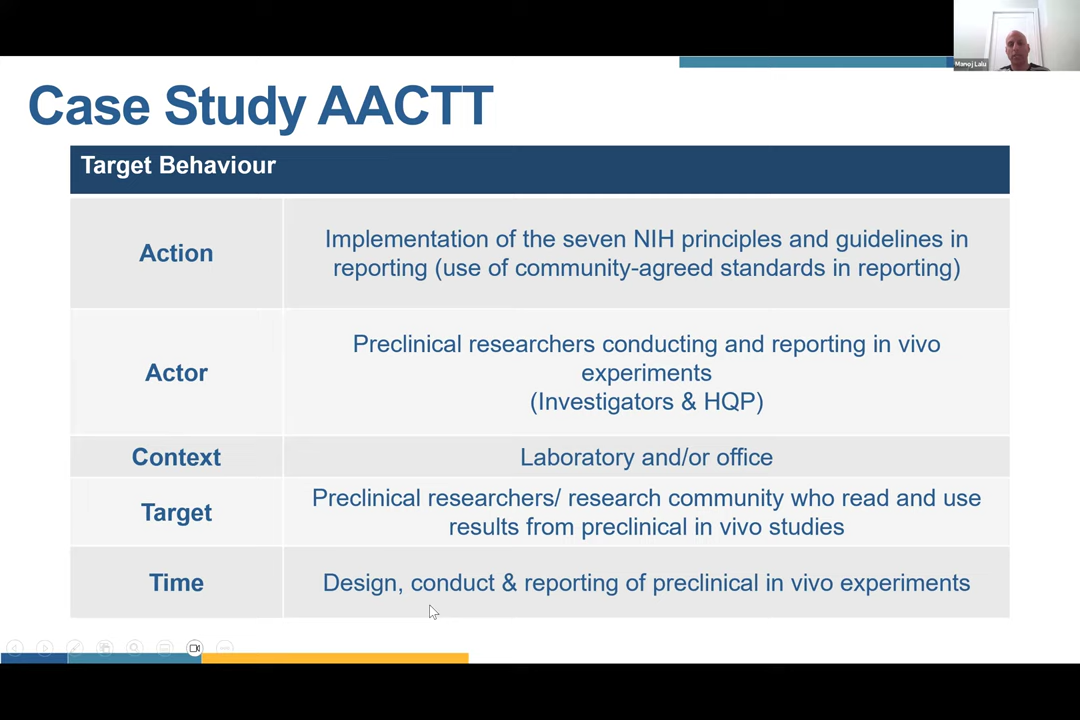 Manoj Lalu
Case Study AACTT
Target Behaviour
Action
Implementation of the seven NIH principles and guidelines in
reporting (use of community-agreed standards in reporting)
Actor
Preclinical researchers conducting and reporting in vivo
experiments
(Investigators & HQP)
Context
Laboratory and/or office
Target
Preclinical researchers/ research community who read and use
results from preclinical in vivo studies
Time
Design, conduct & reporting of preclinical in vivo experiments